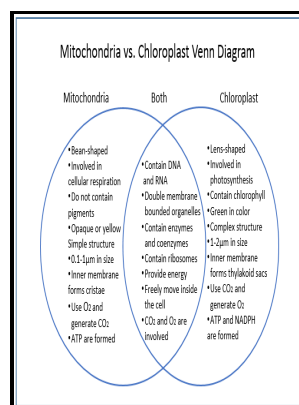 Mitochondria vs. Chloroplast Venn Diagram
Mitochondria
Both
Chloroplast
•Bean-shaped
•Involved in
cellular respiration
•Do not contain
pigments
•Opaque or yellow
Simple structure
•0.1-1μm in size
•Inner membrane
forms cristae
•Use O2 and
generate CO2
•ATP are formed
•Contain DNA
and RNA
•Double membrane
bounded organelles
•Contain enzymes
and coenzymes
•Contain ribosomes
•Provide energy
•Freely move inside
the cell
•CO2 and O2 are
involved
•Lens-shaped
•Involved in
photosynthesis
•Contain chlorophyll
•Green in color
•Complex structure
•1-2μm in size
•Inner membrane
forms thylakoid sacs
•Use CO2 and
generate O2
•ATP and NADPH
are formed